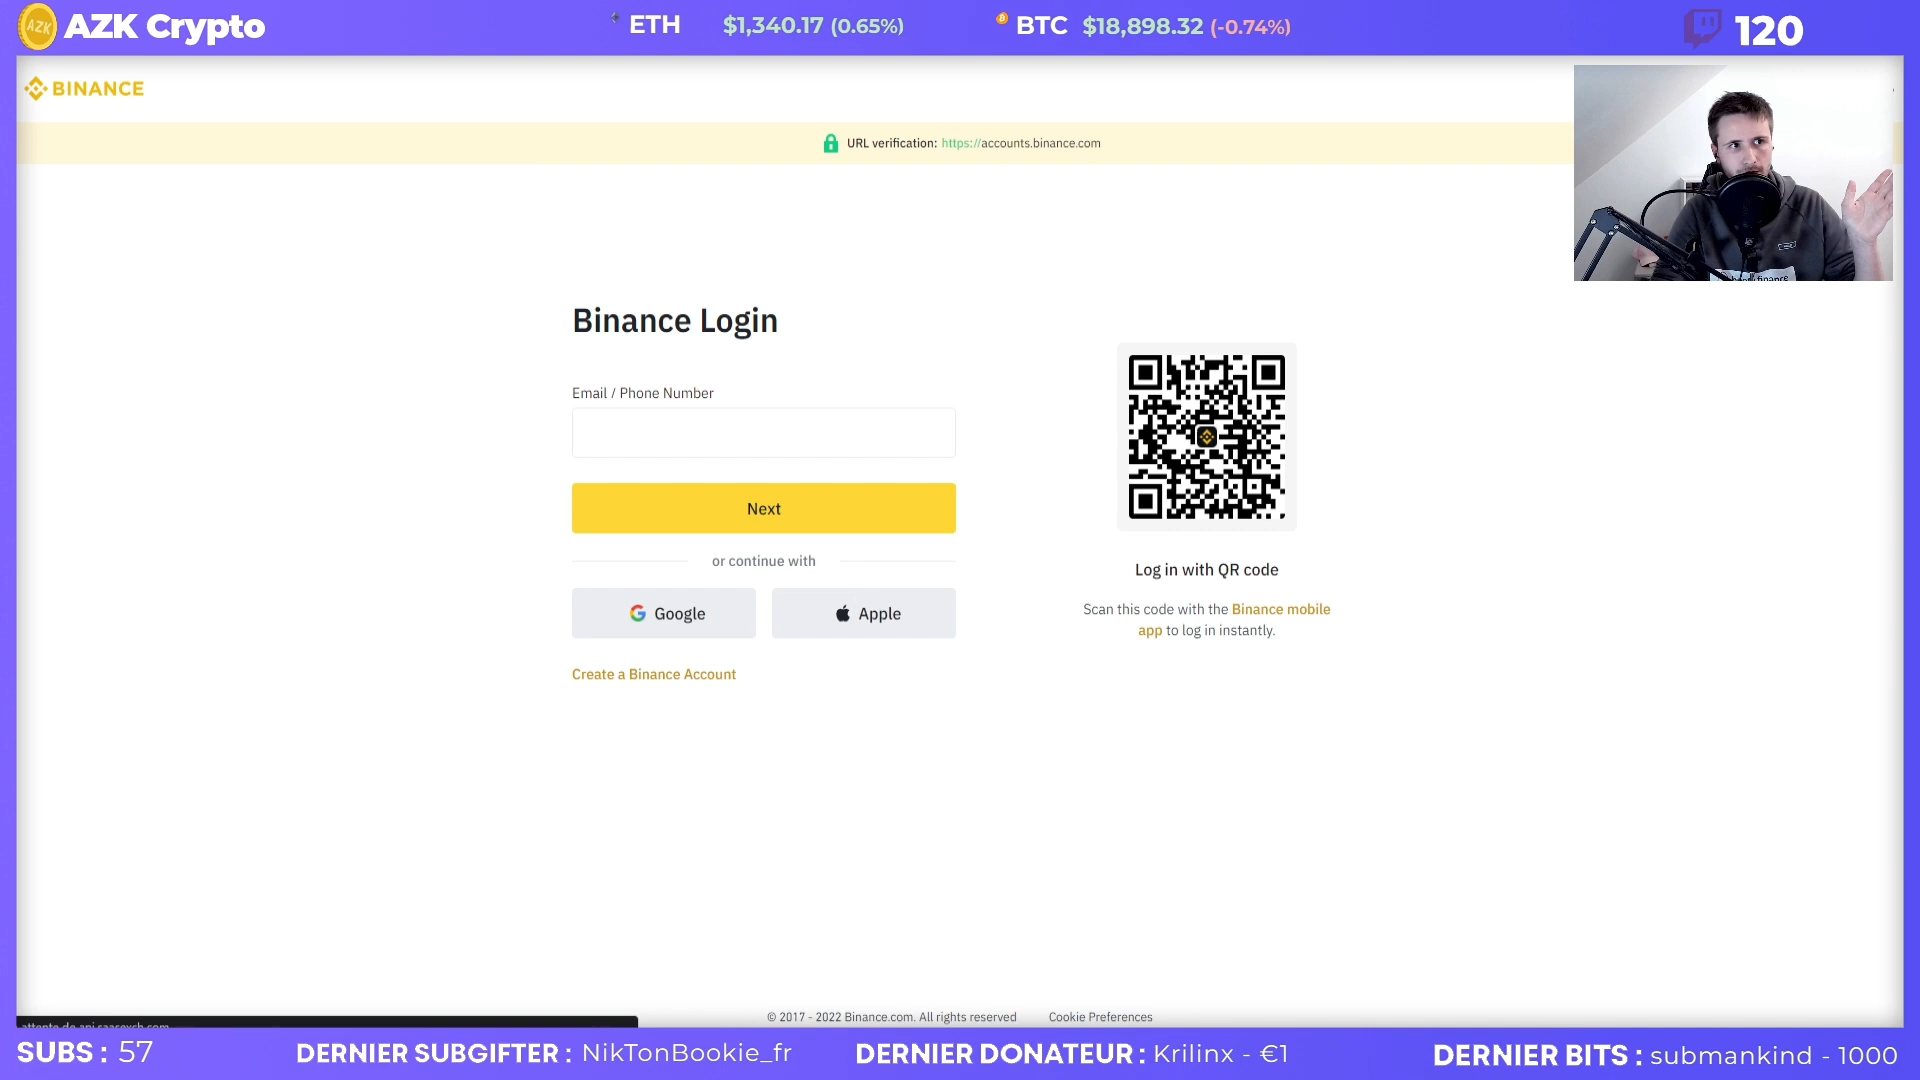 AZK
AZK Crypto
ETH $1,340.17 (0.65%)
BTC $18,898.32 (-0.74%)
120
BINANCE
URL verification: https://accounts.binance.com
Binance Login
Email / Phone Number
Next
or continue with
Google
Apple
Create a Binance Account
Log in with QR code
Scan this code with the Binance mobile
app to log in instantly.
© 2017 - 2022 Binance.com. All rights reserved
Cookie Preferences
SUBS : 57
DERNIER SUBGIFTER : NikTonBookie_fr
DERNIER DONATEUR : Krilinx - €1
DERNIER BITS : submankind - 1000